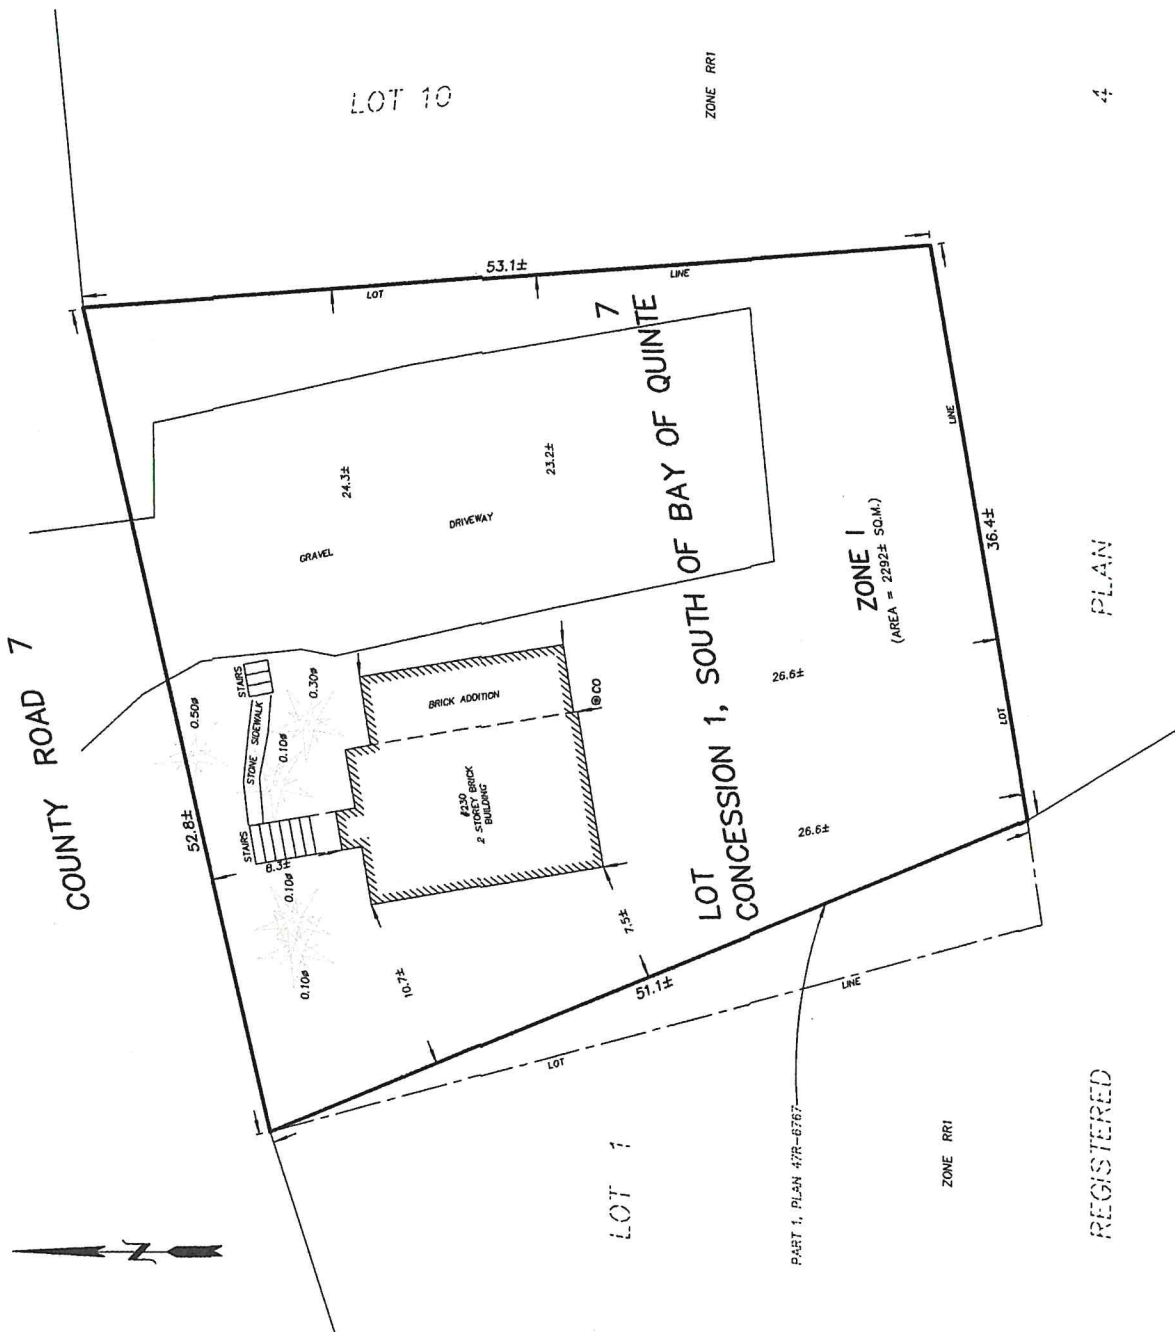 COUNTY ROAD 7
LOT 10
ZONE RR1
4
53.1±
LOT
LINE
52.8±
STAIRS
STONE SIDEWALK
STAIRS
0.50ø
0.30ø
0.10ø
0.10ø
0.10ø
8.3±
GRAVEL
DRIVEWAY
24.3±
23.2±
BRICK ADDITION
#230
2 STOREY BRICK
BUILDING
CO
10.7±
7.5±
LOT 7
CONCESSION 1, SOUTH OF BAY OF QUINTE
ZONE I
(AREA = 2292± SQ.M.)
26.6±
26.6±
LOT
LINE
36.4±
51.1±
LOT
LINE
N
LOT 1
PART 1, PLAN 47R-6767
ZONE RR1
REGISTERED PLAN